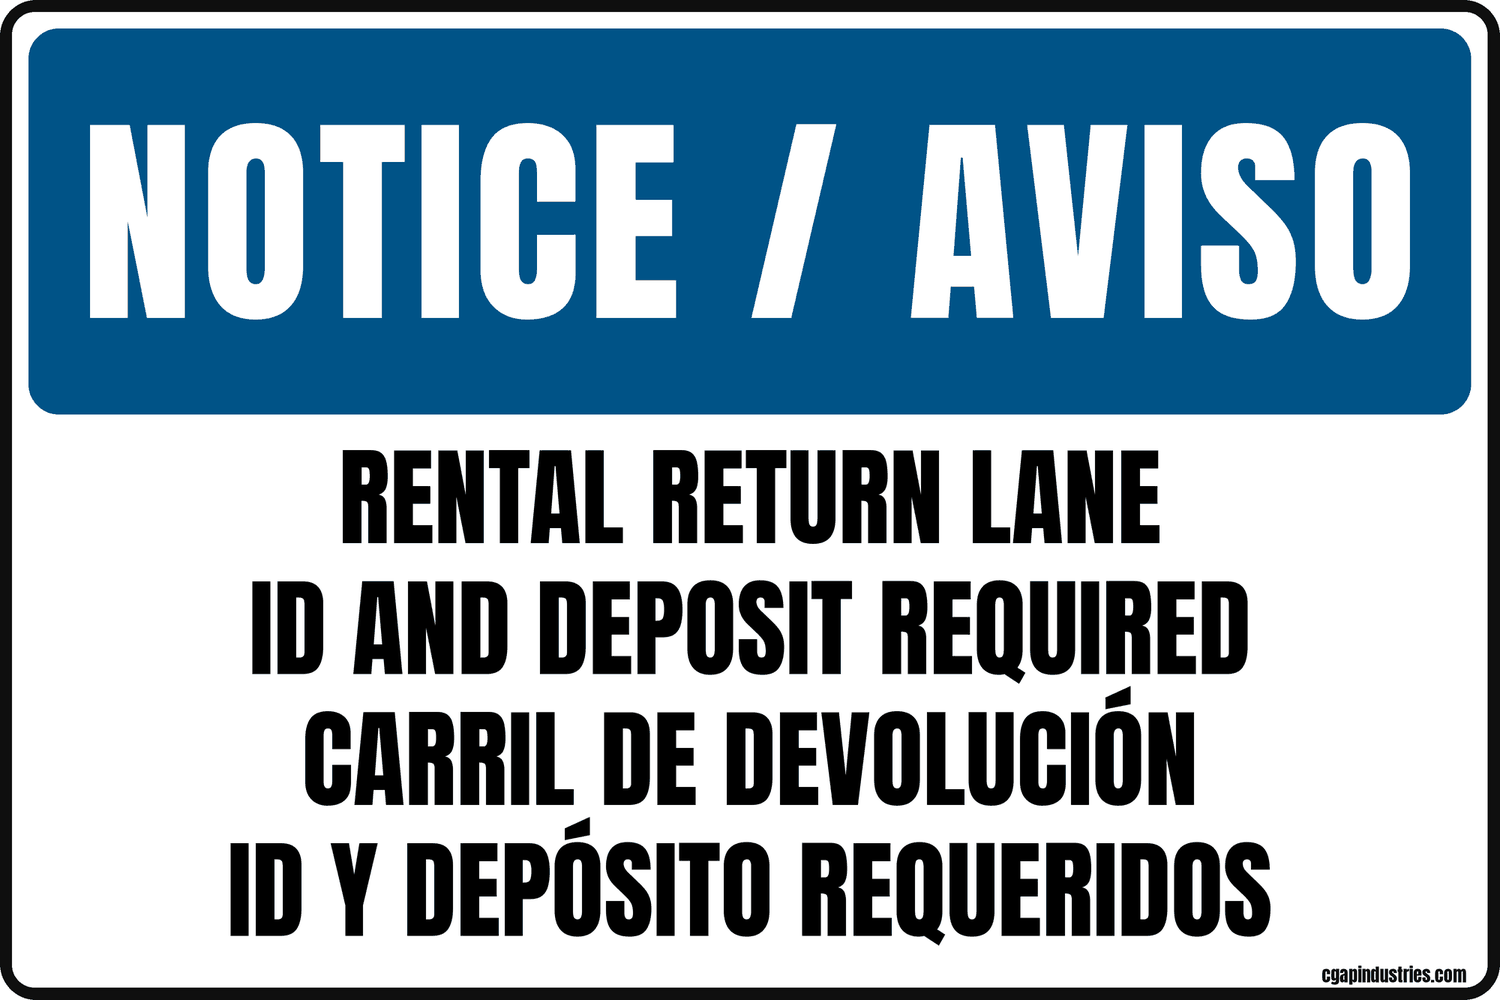 NOTICE / AVISO
RENTAL RETURN LANE
ID AND DEPOSIT REQUIRED
CARRIL DE DEVOLUCIÓN
ID Y DEPÓSITO REQUERIDOS
cgapindustries.com